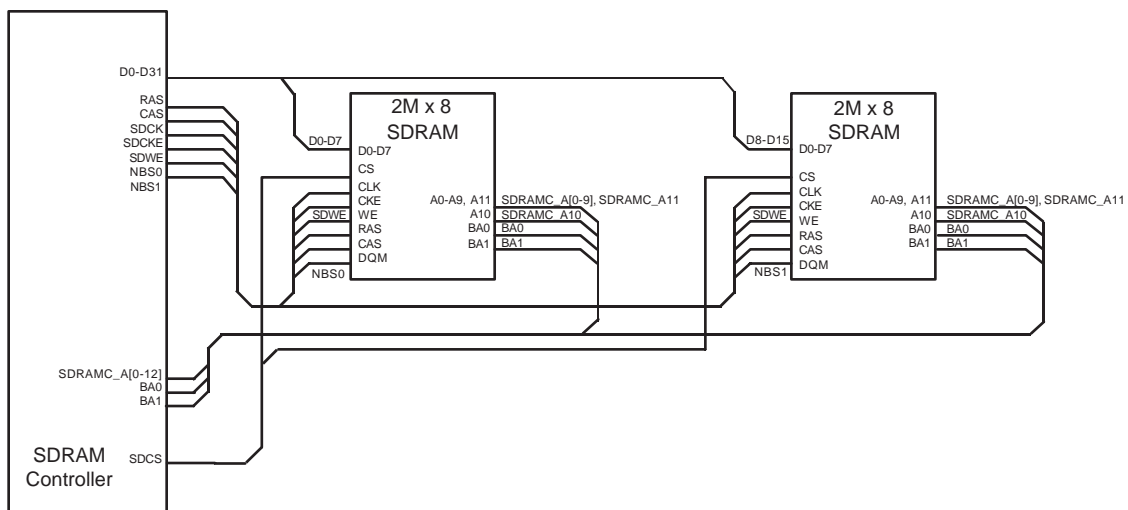 D0-D31
RAS
CAS
SDCK
SDCKE
SDWE
NBS0
NBS1
SDRAMC_A[0-12]
BA0
BA1
SDCS
SDRAM
Controller
2M x 8
SDRAM
D0-D7
D0-D7
CS
CLK
CKE
SDWE WE
RAS
CAS
DQM
NBS0
A0-A9, A11 SDRAMC_A[0-9], SDRAMC_A11
A10 SDRAMC_A10
BA0 BA0
BA1 BA1
2M x 8
SDRAM
D8-D15
D0-D7
CS
CLK
CKE
SDWE WE
RAS
CAS
DQM
NBS1
A0-A9, A11 SDRAMC_A[0-9], SDRAMC_A11
A10 SDRAMC_A10
BA0 BA0
BA1 BA1